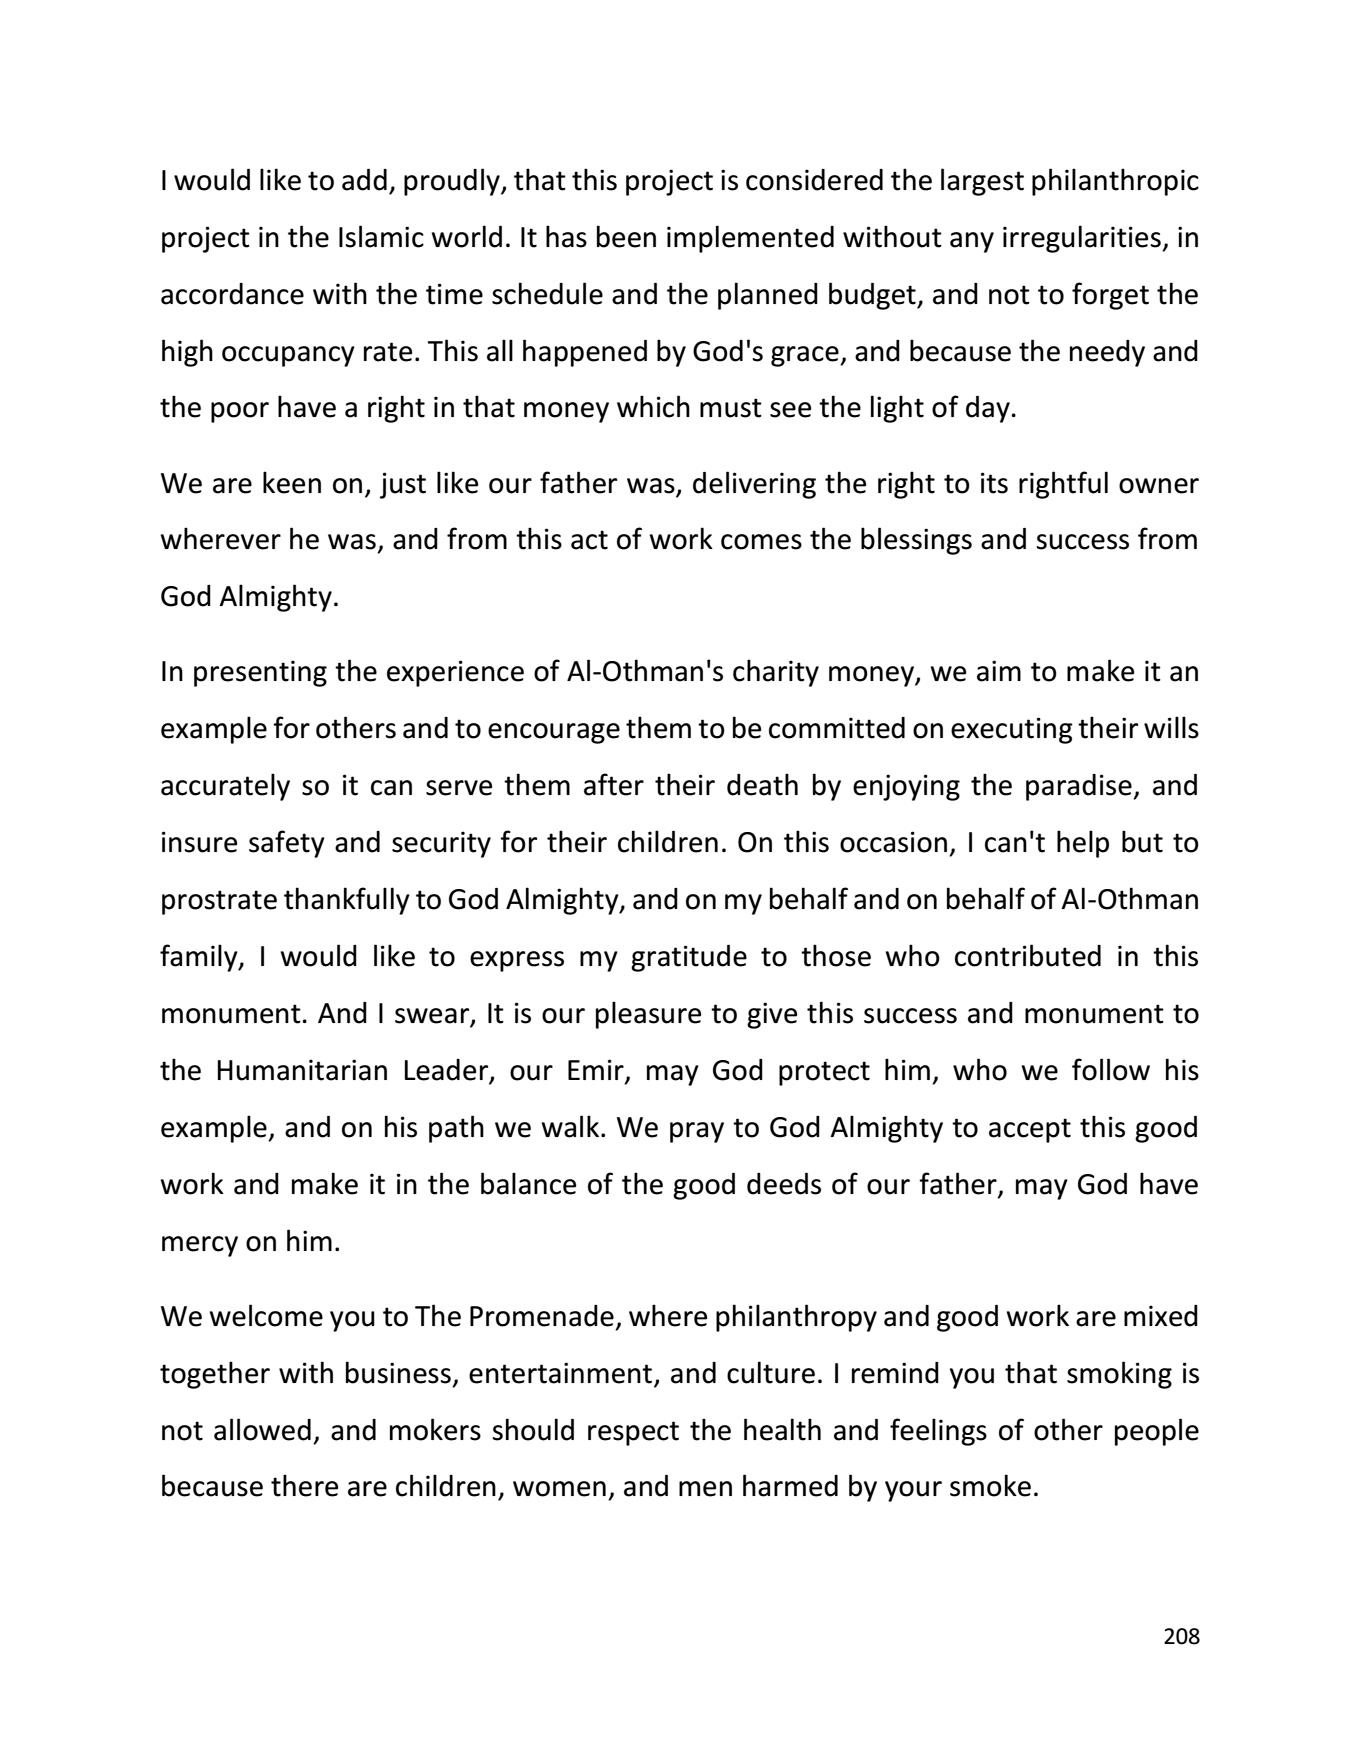 I would like to add, proudly, that this project is considered the largest philanthropic
project in the Islamic world. It has been implemented without any irregularities, in
accordance with the time schedule and the planned budget, and not to forget the
high occupancy rate. This all happened by God's grace, and because the needy and
the poor have a right in that money which must see the light of day.
We are keen on, just like our father was, delivering the right to its rightful owner
wherever he was, and from this act of work comes the blessings and success from
God Almighty.
In presenting the experience of Al-Othman's charity money, we aim to make it an
example for others and to encourage them to be committed on executing their wills
accurately so it can serve them after their death by enjoying the paradise, and
insure safety and security for their children. On this occasion, I can't help but to
prostrate thankfully to God Almighty, and on my behalf and on behalf of Al-Othman
family, I would like to express my gratitude to those who contributed in this
monument. And I swear, It is our pleasure to give this success and monument to
the Humanitarian Leader, our Emir, may God protect him, who we follow his
example, and on his path we walk. We pray to God Almighty to accept this good
work and make it in the balance of the good deeds of our father, may God have
mercy on him.
We welcome you to The Promenade, where philanthropy and good work are mixed
together with business, entertainment, and culture. I remind you that smoking is
not allowed, and mokers should respect the health and feelings of other people
because there are children, women, and men harmed by your smoke.
208